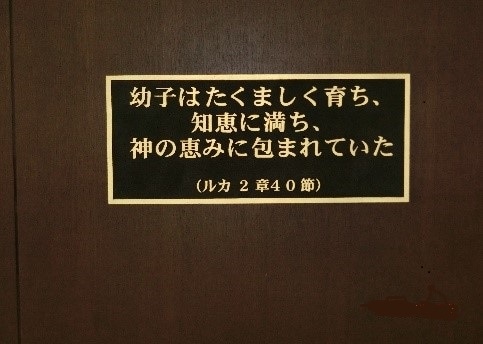 幼子はたくましく育ち、
知恵に満ち、
神の恵みに包まれていた
（ルカ ２章４０節）